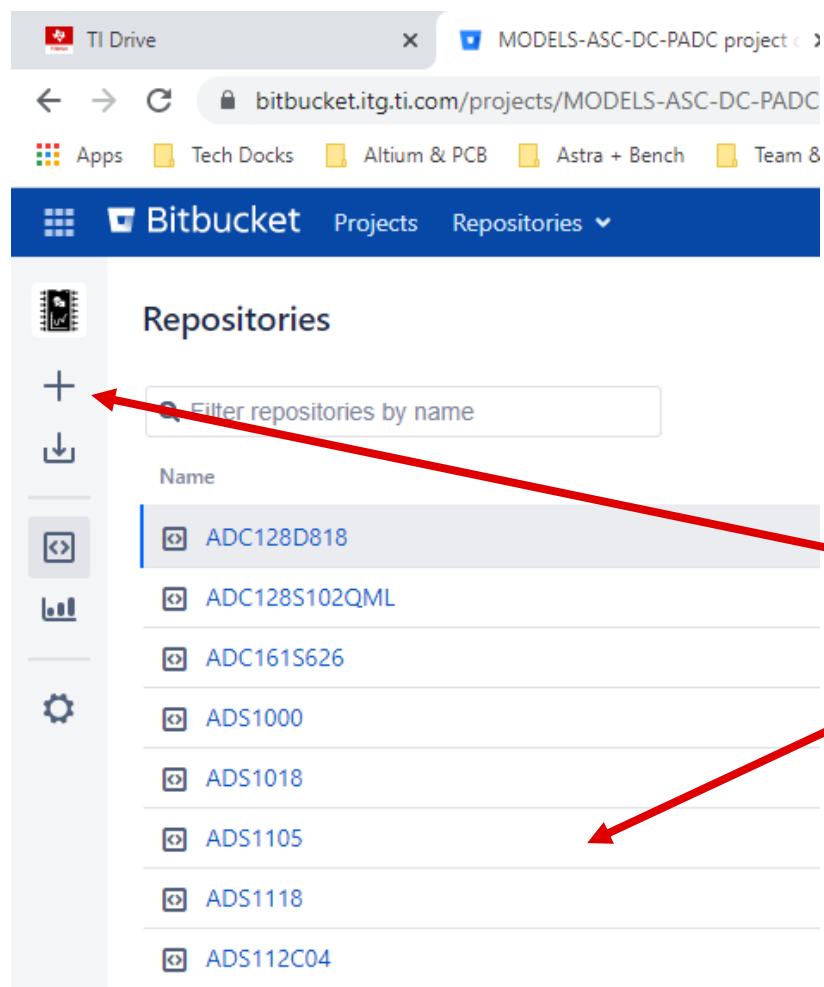 TI Drive
MODELS-ASC-DC-PADC project
bitbucket.itg.ti.com/projects/MODELS-ASC-DC-PADC
Apps Tech Docks Altium & PCB Astra + Bench Team &
Bitbucket Projects Repositories
Repositories
Filter repositories by name
Name
ADC128D818
ADC128S102QML
ADC161S626
ADS1000
ADS1018
ADS1105
ADS1118
ADS112C04